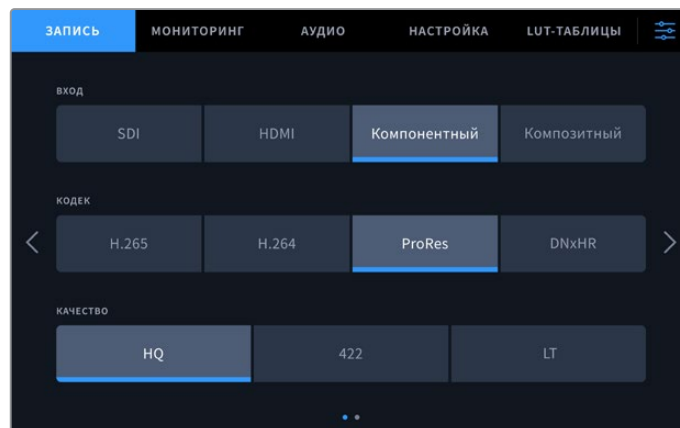 ЗАПИСЬ МОНИТОРИНГ АУДИО НАСТРОЙКА LUT-ТАБЛИЦЫ
ВХОД
SDI HDMI Компонентный Композитный
КОДЕК
H.265 H.264 ProRes DNxHR
КАЧЕСТВО
HQ 422 LT